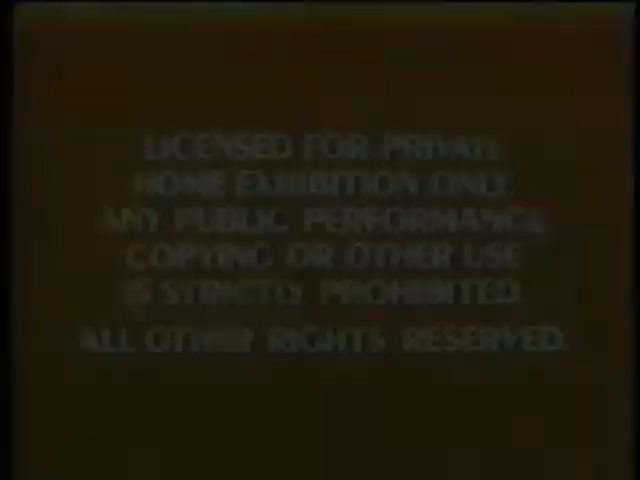 LICENSED FOR PRIVATE
HOME EXHIBITION ONLY.
ANY PUBLIC PERFORMANCE,
COPYING OR OTHER USE
IS STRICTLY PROHIBITED.
ALL OTHER RIGHTS RESERVED.